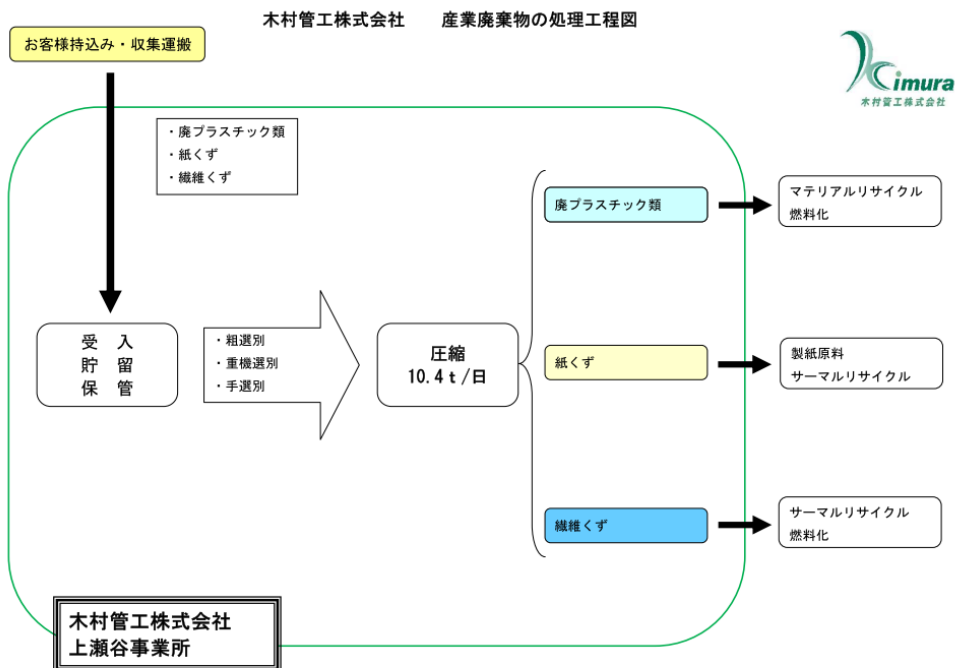 木村管工株式会社　　産業廃棄物の処理工程図
お客様持込み・収集運搬
Kimura
木村管工株式会社
・廃プラスチック類
・紙くず
・繊維くず
受　入
貯　留
保　管
・粗選別
・重機選別
・手選別
圧縮
10.4ｔ/日
廃プラスチック類
マテリアルリサイクル
燃料化
紙くず
製紙原料
サーマルリサイクル
繊維くず
サーマルリサイクル
燃料化
木村管工株式会社
上瀬谷事業所